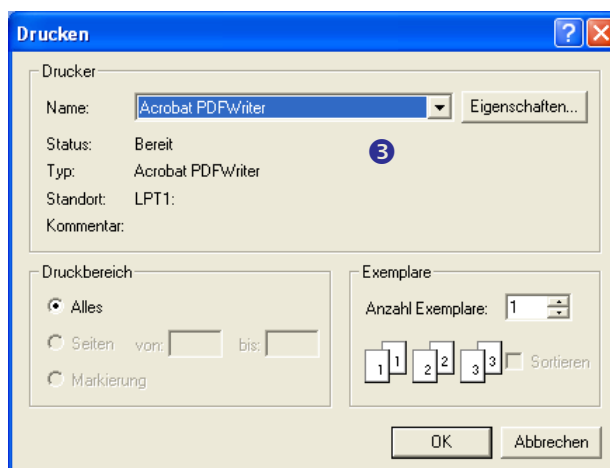 Drucken
Drucker
Name: Acrobat PDFWriter Eigenschaften...
Status: Bereit
3
Typ: Acrobat PDFWriter
Standort: LPT1:
Kommentar:
Druckbereich
Alles
Seiten von: bis:
Markierung
Exemplare
Anzahl Exemplare: 1
1 1 2 2 3 3 Sortieren
OK Abbrechen